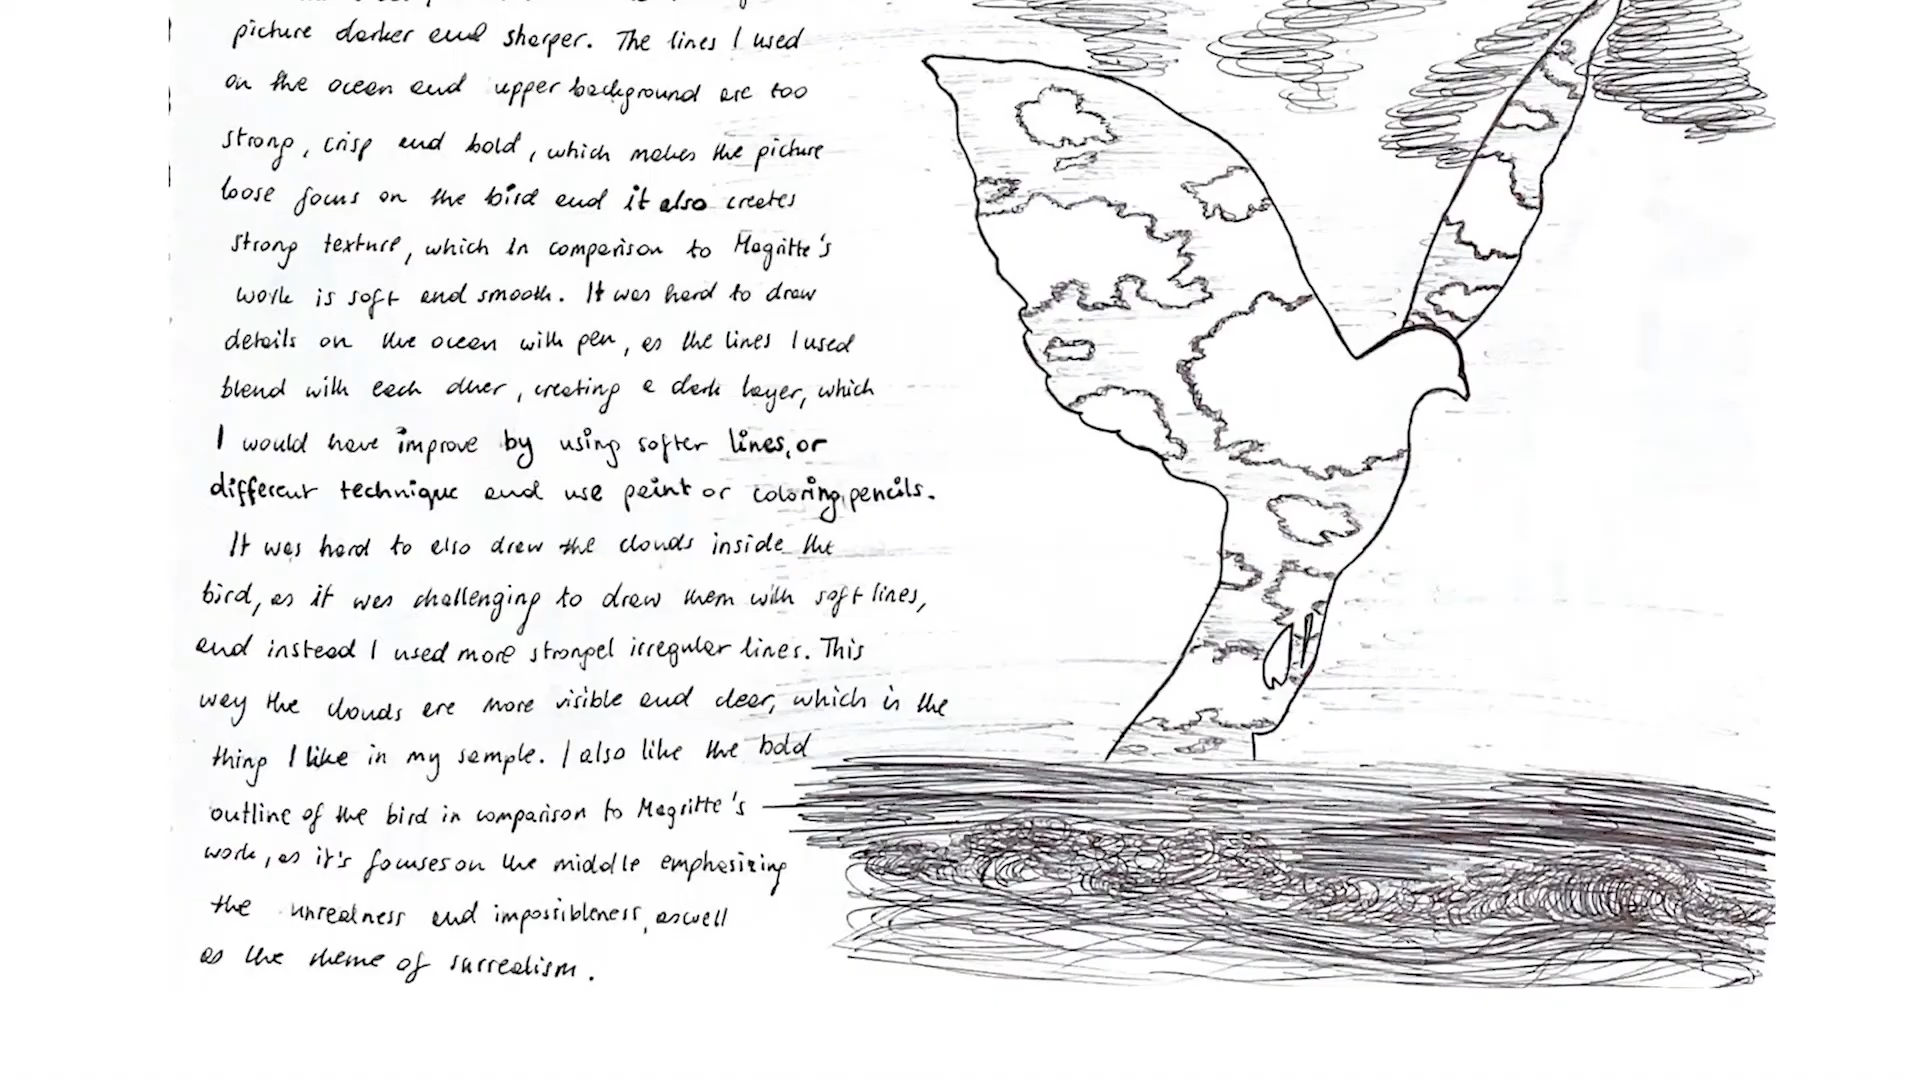 picture darker and sharper. The lines I used
on the ocean and upper background are too
strong, crisp and bold, which makes the picture
loose focus on the bird and it also creates
strong texture, which in comparison to Magritte's
work is soft and smooth. It was hard to draw
details on the ocean with pen, as the lines I used
blend with each other, creating a dark layer, which
I would have improve by using softer lines, or
different technique and use paint or coloring pencils.
It was hard to also draw the clouds inside the
bird, as it was challenging to draw them with soft lines,
and instead I used more stronger irregular lines. This
way the clouds are more visible and clear, which is the
thing I like in my sample. I also like the bold
outline of the bird in comparison to Magritte's
work, as it's focuses on the middle emphasizing
the unrealness and impossibleness, aswell
as the theme of surrealism.